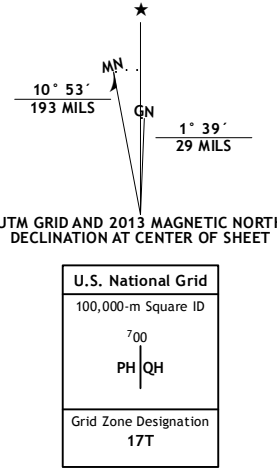 ★
MN
10° 53´
193 MILS
GN
1° 39´
29 MILS
UTM GRID AND 2013 MAGNETIC NORTH
DECLINATION AT CENTER OF SHEET
U.S. National Grid
100,000-m Square ID
⁷00
PH QH
Grid Zone Designation
17T